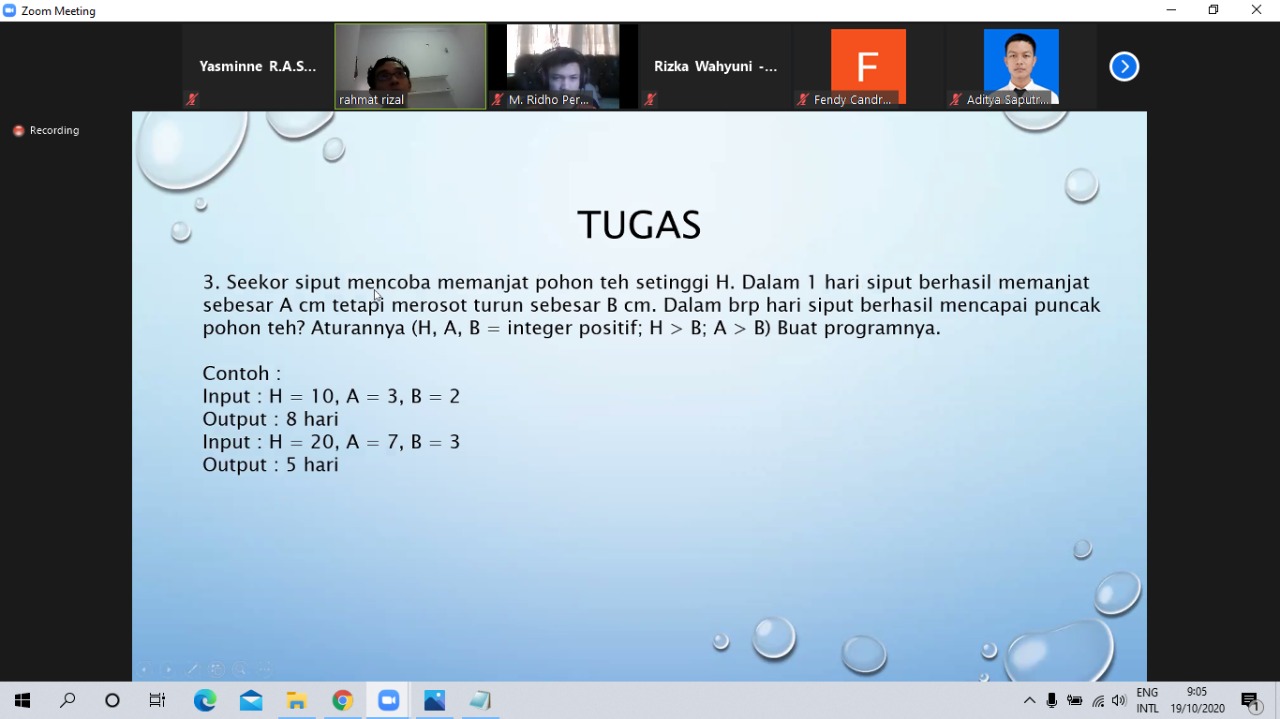 Zoom Meeting
Yasminne R.A.S...
rahmat rizal
M. Ridho Per...
Rizka Wahyuni -...
F
Fendy Candr...
Aditya Saputr...
Recording
TUGAS
3. Seekor siput mencoba memanjat pohon teh setinggi H. Dalam 1 hari siput berhasil memanjat
sebesar A cm tetapi merosot turun sebesar B cm. Dalam brp hari siput berhasil mencapai puncak
pohon teh? Aturannya (H, A, B = integer positif; H > B; A > B) Buat programnya.
Contoh :
Input : H = 10, A = 3, B = 2
Output : 8 hari
Input : H = 20, A = 7, B = 3
Output : 5 hari
ENG
INTL
9:05
19/10/2020
1